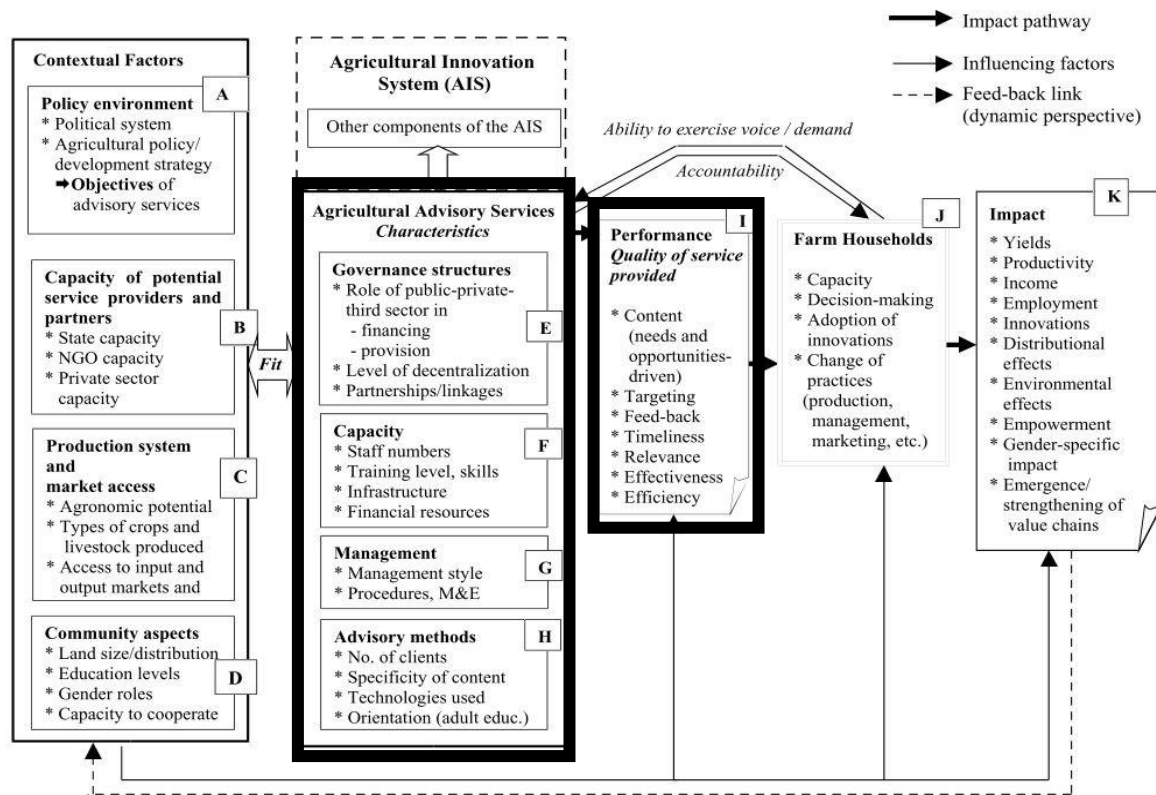 Impact pathway
Influencing factors
Feed-back link
(dynamic perspective)
Contextual Factors
A
Policy environment
* Political system
* Agricultural policy/
development strategy
➡Objectives of
advisory services
Capacity of potential
service providers and
partners
B
* State capacity
* NGO capacity
* Private sector
capacity
Production system
and
market access
C
* Agronomic potential
* Types of crops and
livestock produced
* Access to input and
output markets and
Community aspects
* Land size/distribution
* Education levels
D
* Gender roles
* Capacity to cooperate
Fit
Agricultural Innovation
System (AIS)
Other components of the AIS
Agricultural Advisory Services
Characteristics
Governance structures
* Role of public-private-
third sector in
- financing
E
- provision
* Level of decentralization
* Partnerships/linkages
Capacity
F
* Staff numbers
* Training level, skills
* Infrastructure
* Financial resources
Management
* Management style
G
* Procedures, M&E
Advisory methods
H
* No. of clients
* Specificity of content
* Technologies used
* Orientation (adult educ.)
Ability to exercise voice / demand
Accountability
I
Performance
Quality of service
provided
* Content
(needs and
opportunities-
driven)
* Targeting
* Feed-back
* Timeliness
* Relevance
* Effectiveness
* Efficiency
J
Farm Households
* Capacity
* Decision-making
* Adoption of
innovations
* Change of
practices
(production,
management,
marketing, etc.)
K
Impact
* Yields
* Productivity
* Income
* Employment
* Innovations
* Distributional
effects
* Environmental
effects
* Empowerment
* Gender-specific
impact
* Emergence/
strengthening of
value chains